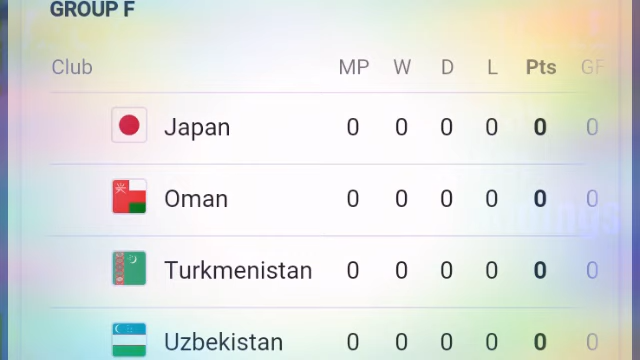 GROUP F
Club MP W D L Pts GF
Japan 0 0 0 0 0 0
Oman 0 0 0 0 0 0
Turkmenistan 0 0 0 0 0 0
Uzbekistan 0 0 0 0 0 0